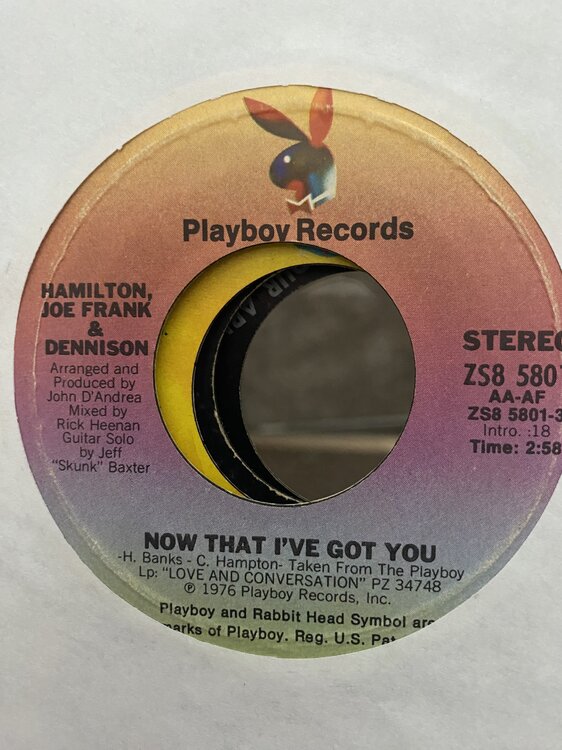 Playboy Records
HAMILTON,
JOE FRANK
&
DENNISON
Arranged and
Produced by
John D'Andrea
Mixed by
Rick Heenan
Guitar Solo
by Jeff
"Skunk" Baxter
STEREO
ZS8 580
AA-AF
ZS8 5801-3
Intro. :18
Time: 2:58
NOW THAT I'VE GOT YOU
-H. Banks - C. Hampton- Taken From The Playboy
Lp: "LOVE AND CONVERSATION" PZ 34748
℗ 1976 Playboy Records, Inc.
Playboy and Rabbit Head Symbol are
marks of Playboy. Reg. U.S. Pat.